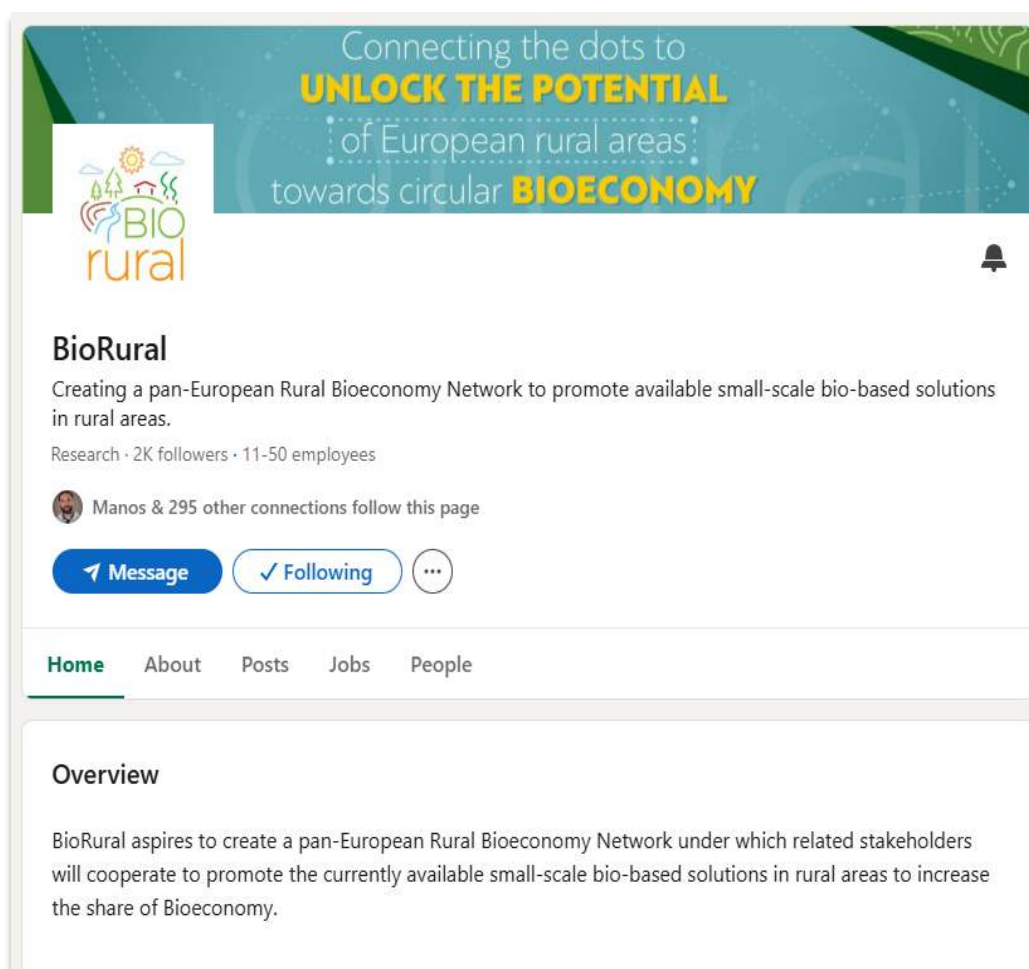 Connecting the dots to
UNLOCK THE POTENTIAL
of European rural areas
towards circular BIOECONOMY
BIO
rural
BioRural
Creating a pan-European Rural Bioeconomy Network to promote available small-scale bio-based solutions
in rural areas.
Research · 2K followers · 11-50 employees
Manos & 295 other connections follow this page
Message
Following
Home About Posts Jobs People
Overview
BioRural aspires to create a pan-European Rural Bioeconomy Network under which related stakeholders
will cooperate to promote the currently available small-scale bio-based solutions in rural areas to increase
the share of Bioeconomy.